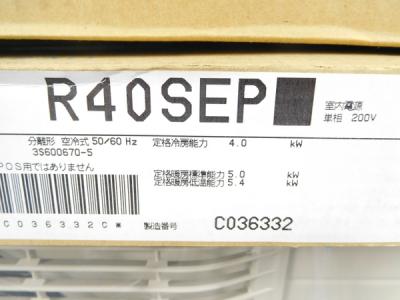 R40SEP■
室内電源
単相 200V
分離形 空冷式 50/60 Hz 定格冷房能力 4.0 kW
3S600670-5
POS用ではありません
定格暖房標準能力 5.0 kW
定格暖房低温能力 5.4 kW
C036332C*
製造番号 C036332